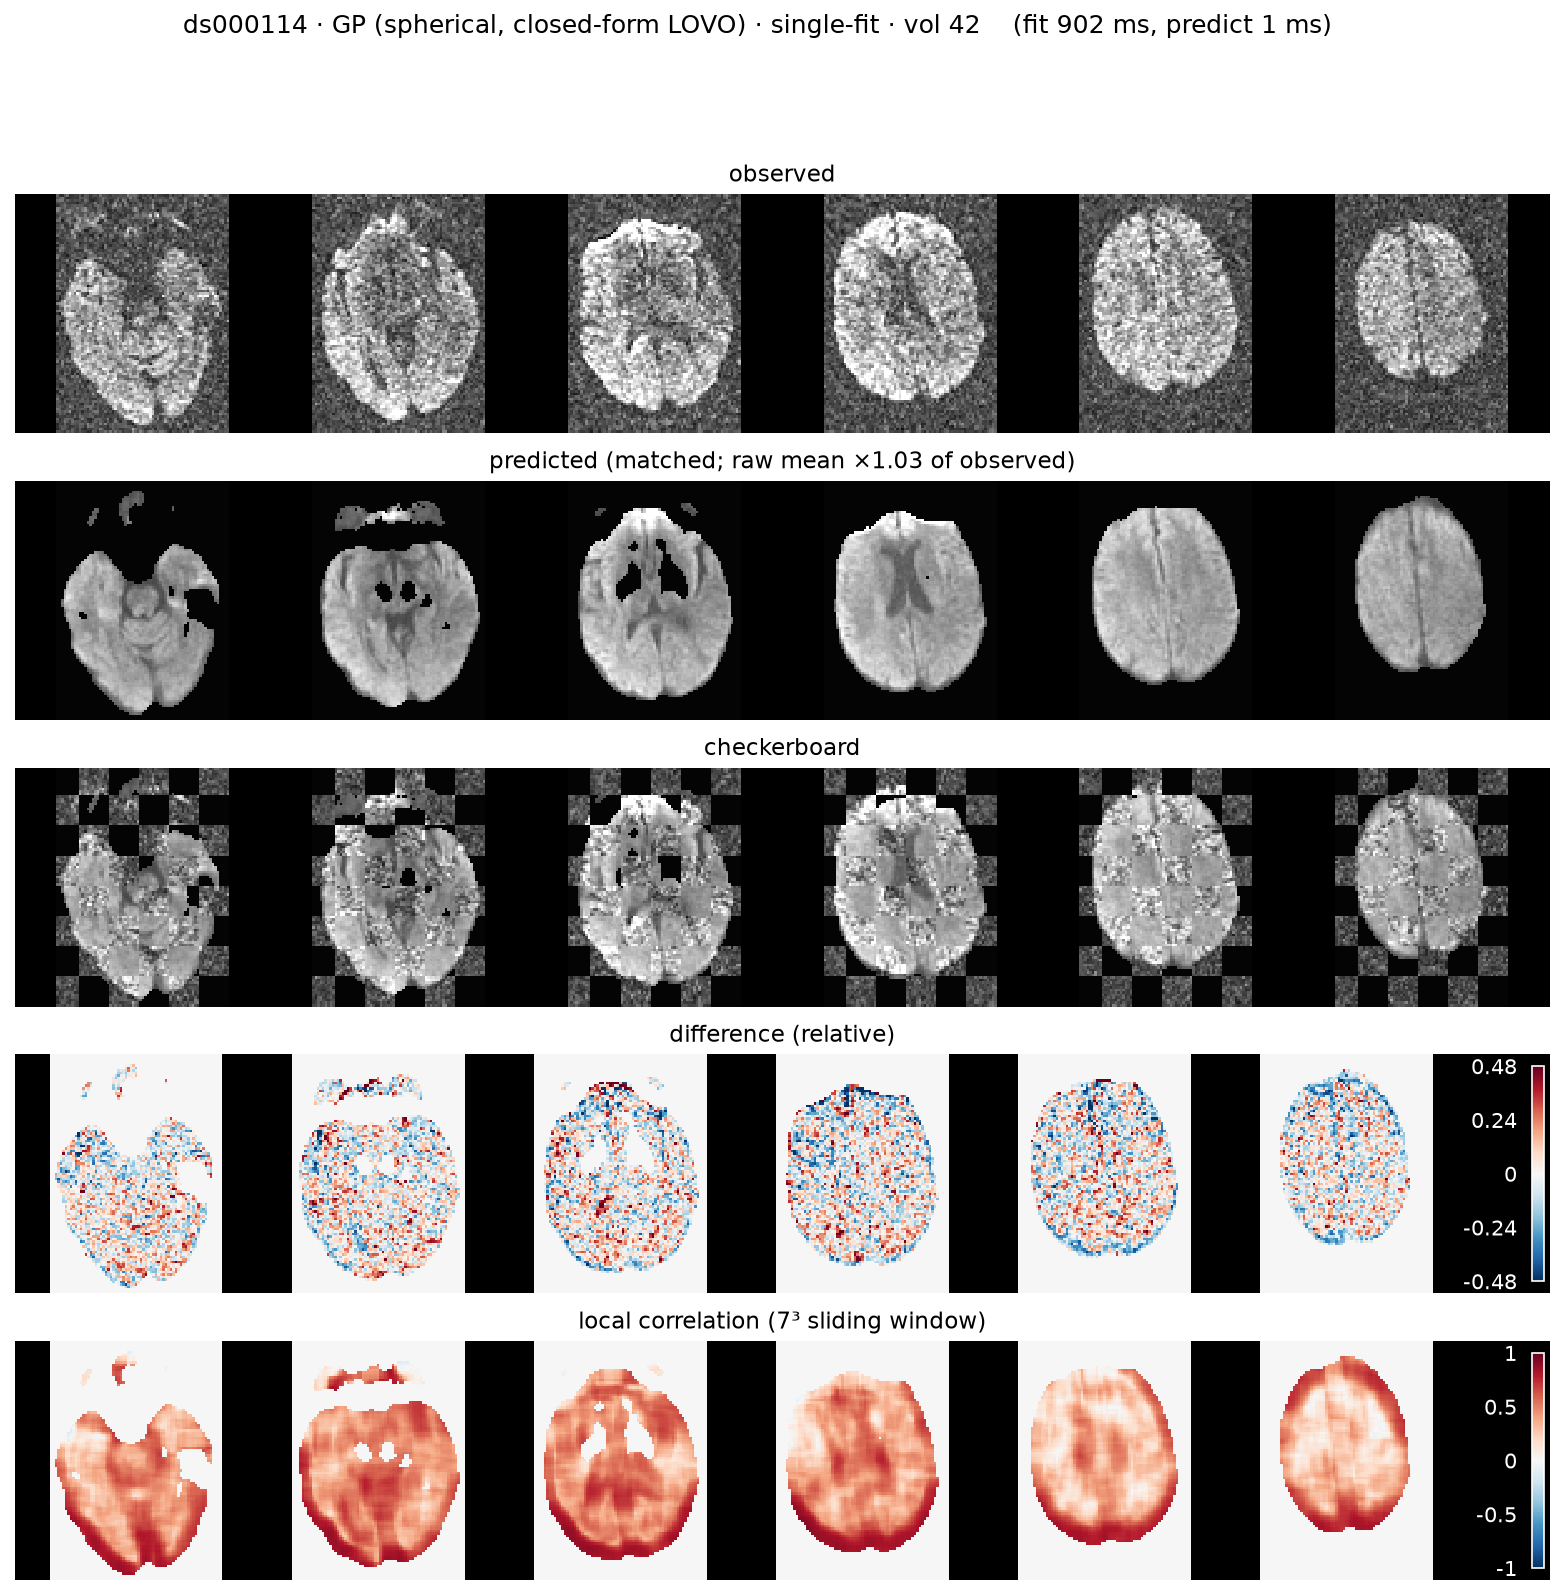 ds000114 · GP (spherical, closed-form LOVO) · single-fit · vol 42    (fit 902 ms, predict 1 ms)
observed
predicted (matched; raw mean ×1.03 of observed)
checkerboard
difference (relative)
0.48
0.24
0
-0.24
-0.48
local correlation (7³ sliding window)
1
0.5
0
-0.5
-1